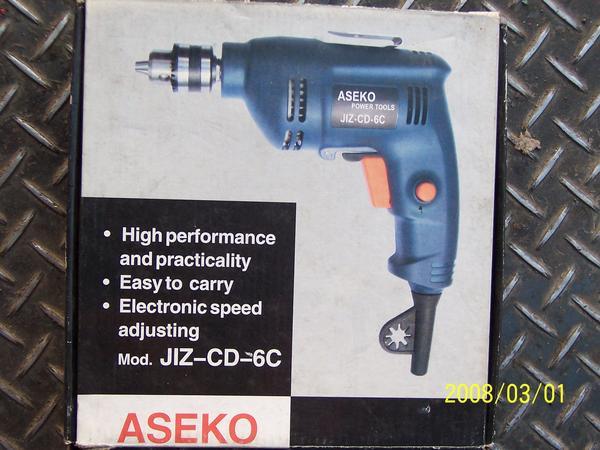 ASEKO
POWER TOOLS
JIZ-CD-6C
• High performance
and practicality
• Easy to carry
• Electronic speed
adjusting
Mod. JIZ–CD–6C
ASEKO
2008/03/01